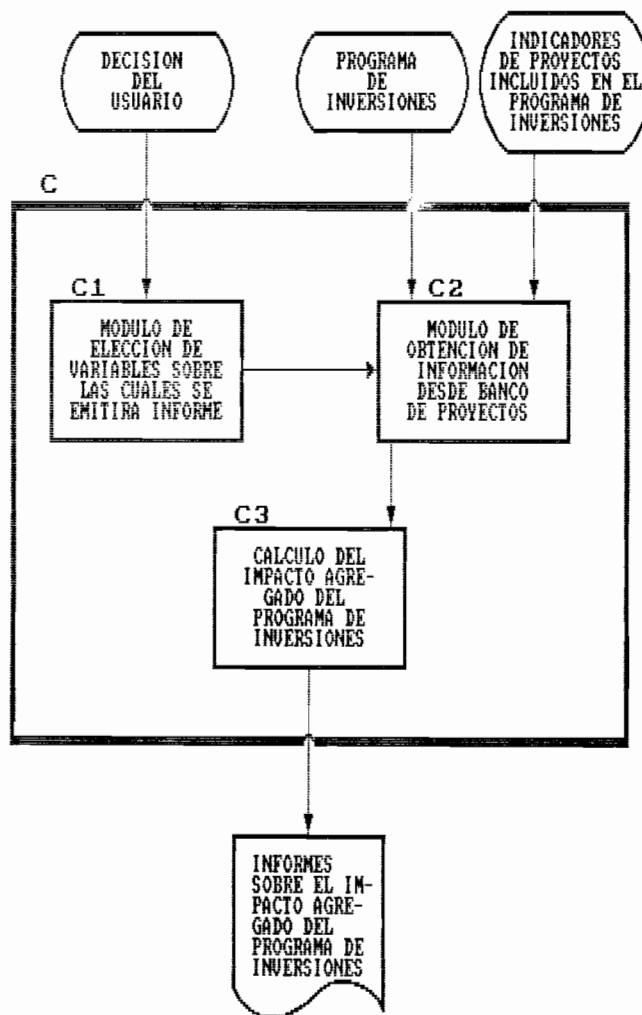 DECISION
DEL
USUARIO
PROGRAMA
DE
INVERSIONES
INDICADORES
DE PROYECTOS
INCLUIDOS EN EL
PROGRAMA DE
INVERSIONES
C
C1
MODULO DE
ELECCION DE
VARIABLES SOBRE
LAS CUALES SE
EMITIRA INFORME
C2
MODULO DE
OBTENCION DE
INFORMACION
DESDE BANCO
DE PROYECTOS
C3
CALCULO DEL
IMPACTO AGRE-
GADO DEL
PROGRAMA DE
INVERSIONES
INFORMES
SOBRE EL IM-
PACTO AGRE-
GADO DEL
PROGRAMA DE
INVERSIONES